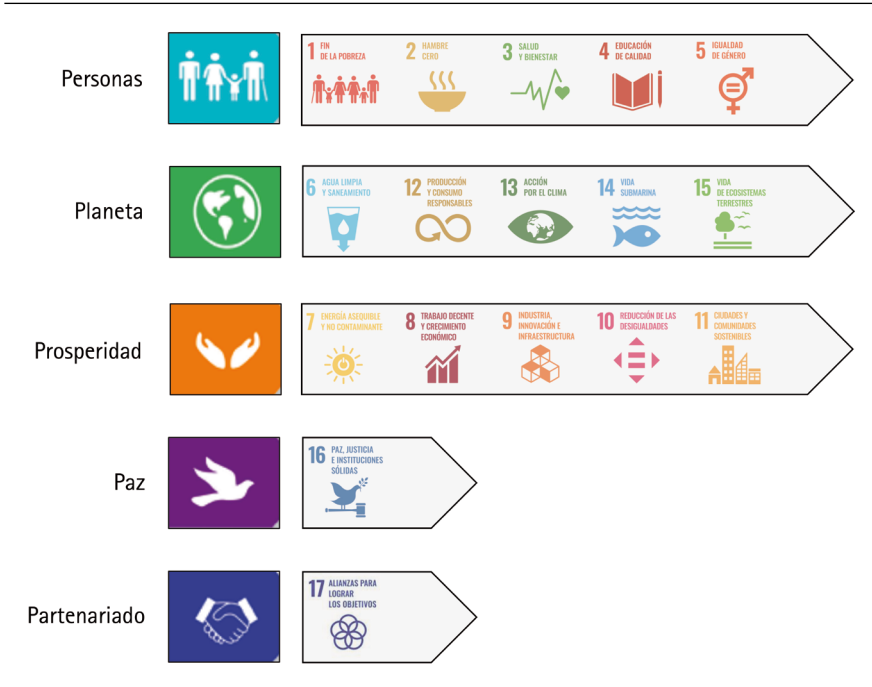 Personas
1 FIN
DE LA POBREZA
2 HAMBRE
CERO
3 SALUD
Y BIENESTAR
4 EDUCACIÓN
DE CALIDAD
5 IGUALDAD
DE GÉNERO
Planeta
6 AGUA LIMPIA
Y SANEAMIENTO
12 PRODUCCIÓN
Y CONSUMO
RESPONSABLES
13 ACCIÓN
POR EL CLIMA
14 VIDA
SUBMARINA
15 VIDA
DE ECOSISTEMAS
TERRESTRES
Prosperidad
7 ENERGÍA ASEQUIBLE
Y NO CONTAMINANTE
8 TRABAJO DECENTE
Y CRECIMIENTO
ECONÓMICO
9 INDUSTRIA,
INNOVACIÓN E
INFRAESTRUCTURA
10 REDUCCIÓN DE LAS
DESIGUALDADES
11 CIUDADES Y
COMUNIDADES
SOSTENIBLES
Paz
16 PAZ, JUSTICIA
E INSTITUCIONES
SÓLIDAS
Partenariado
17 ALIANZAS PARA
LOGRAR
LOS OBJETIVOS